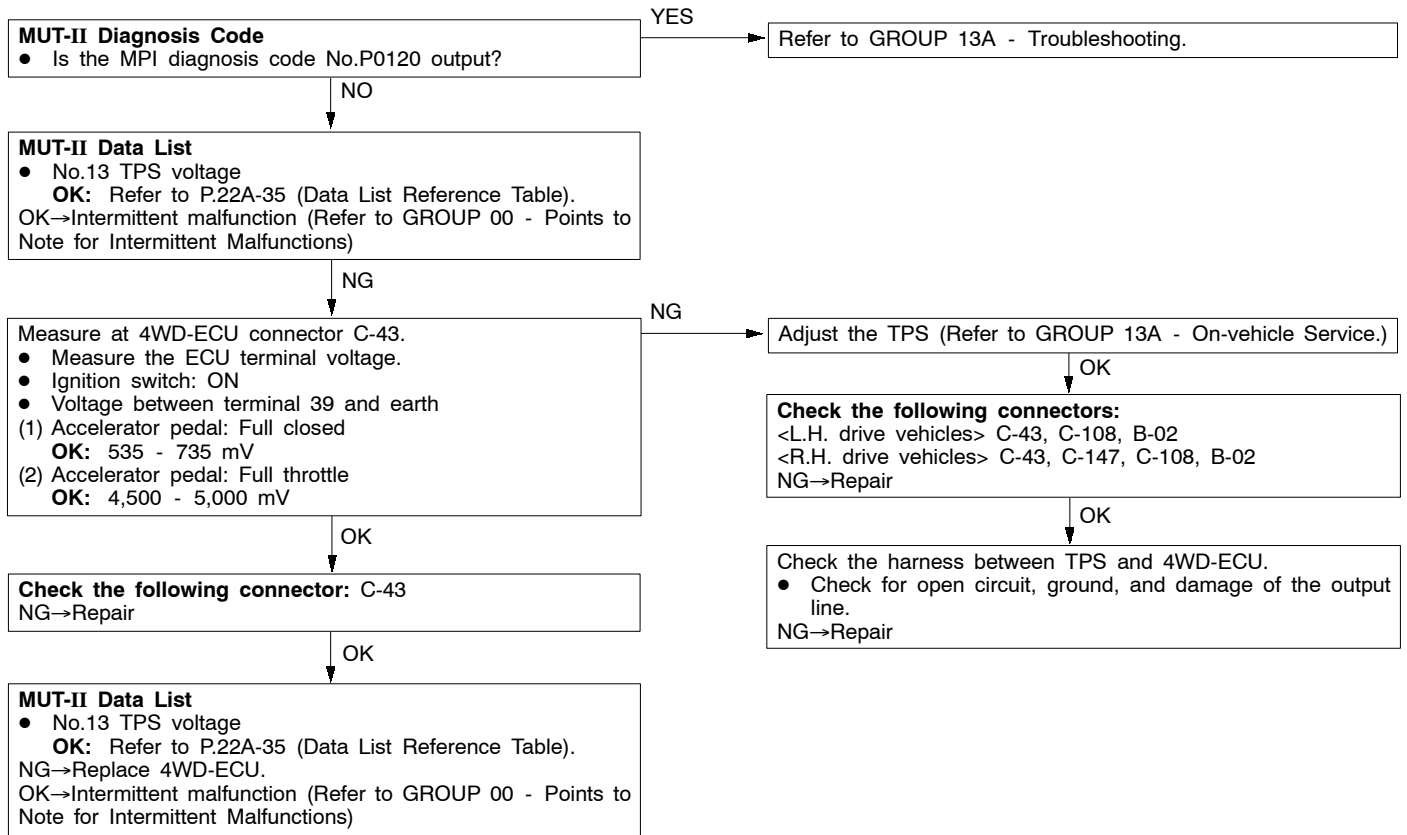 MUT-II Diagnosis Code
● Is the MPI diagnosis code No.P0120 output?
YES
Refer to GROUP 13A - Troubleshooting.
NO
MUT-II Data List
● No.13 TPS voltage
OK: Refer to P.22A-35 (Data List Reference Table).
OK→Intermittent malfunction (Refer to GROUP 00 - Points to
Note for Intermittent Malfunctions)
NG
Measure at 4WD-ECU connector C-43.
● Measure the ECU terminal voltage.
● Ignition switch: ON
● Voltage between terminal 39 and earth
(1) Accelerator pedal: Full closed
OK: 535 - 735 mV
(2) Accelerator pedal: Full throttle
OK: 4,500 - 5,000 mV
NG
Adjust the TPS (Refer to GROUP 13A - On-vehicle Service.)
OK
Check the following connectors:
<L.H. drive vehicles> C-43, C-108, B-02
<R.H. drive vehicles> C-43, C-147, C-108, B-02
NG→Repair
OK
Check the harness between TPS and 4WD-ECU.
● Check for open circuit, ground, and damage of the output
line.
NG→Repair
OK
Check the following connector: C-43
NG→Repair
OK
MUT-II Data List
● No.13 TPS voltage
OK: Refer to P.22A-35 (Data List Reference Table).
NG→Replace 4WD-ECU.
OK→Intermittent malfunction (Refer to GROUP 00 - Points to
Note for Intermittent Malfunctions)